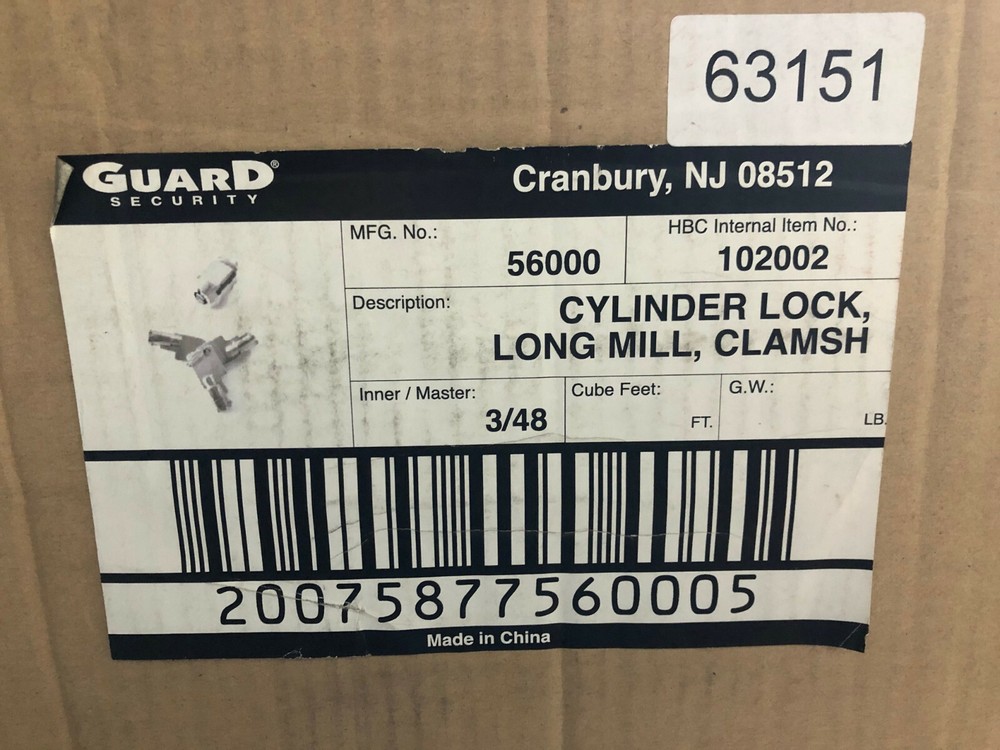 63151
GUARD®
SECURITY
Cranbury, NJ 08512
MFG. No.:
56000
HBC Internal Item No.:
102002
Description:
CYLINDER LOCK,
LONG MILL, CLAMSH
Inner / Master:
3/48
Cube Feet:
FT.
G.W.:
LB.
20075877560005
Made in China